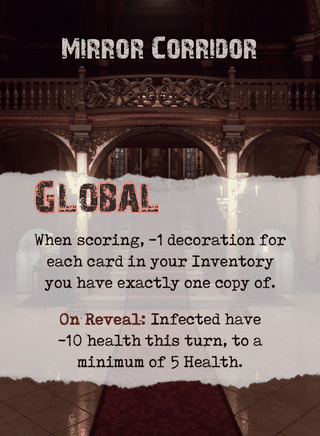 Mirror Corridor
Global
When scoring, -1 decoration for
each card in your Inventory
you have exactly one copy of.
On Reveal: Infected have
-10 health this turn, to a
minimum of 5 Health.